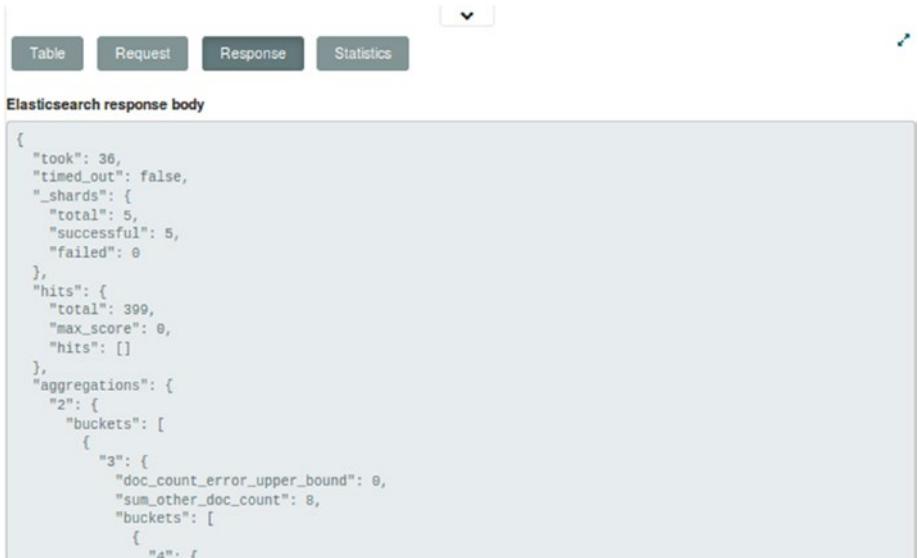 Table Request Response Statistics
Elasticsearch response body
{
  "took": 36,
  "timed_out": false,
  "_shards": {
    "total": 5,
    "successful": 5,
    "failed": 0
  },
  "hits": {
    "total": 399,
    "max_score": 0,
    "hits": []
  },
  "aggregations": {
    "2": {
      "buckets": [
        {
          "3": {
            "doc_count_error_upper_bound": 0,
            "sum_other_doc_count": 8,
            "buckets": [
              {
                "4": {